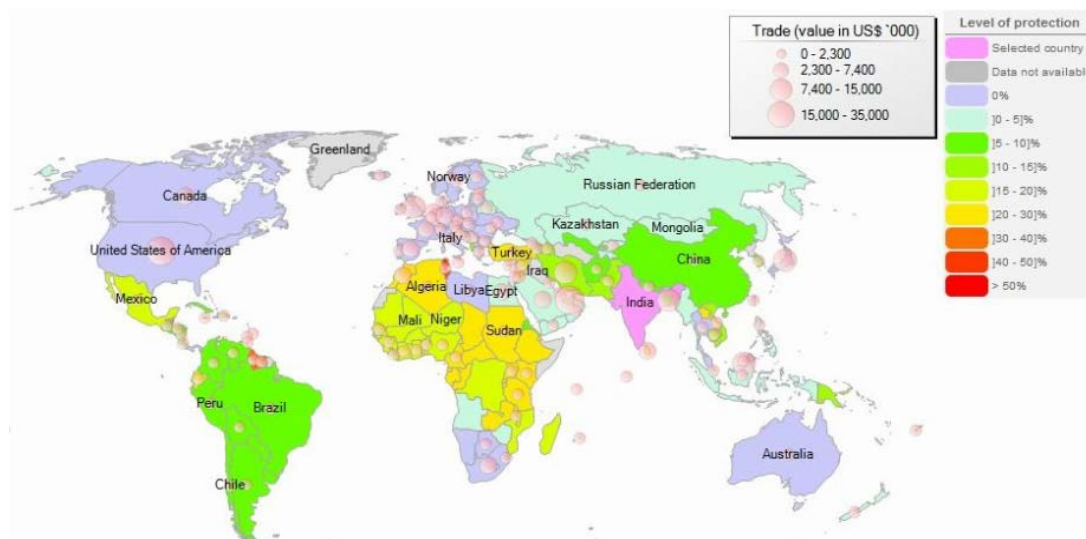 Trade (value in US$ `000)
0 - 2,300
2,300 - 7,400
7,400 - 15,000
15,000 - 35,000
Level of protection
Selected country
Data not availabl
0%
]0 - 5]%
]5 - 10]%
]10 - 15]%
]15 - 20]%
]20 - 30]%
]30 - 40]%
]40 - 50]%
> 50%
Greenland
Norway
Russian Federation
Canada
Kazakhstan
Mongolia
United States of America
Italy
Turkey
China
Iraq
Algeria
Libya
Egypt
Mexico
India
Mali
Niger
Sudan
Peru
Brazil
Australia
Chile